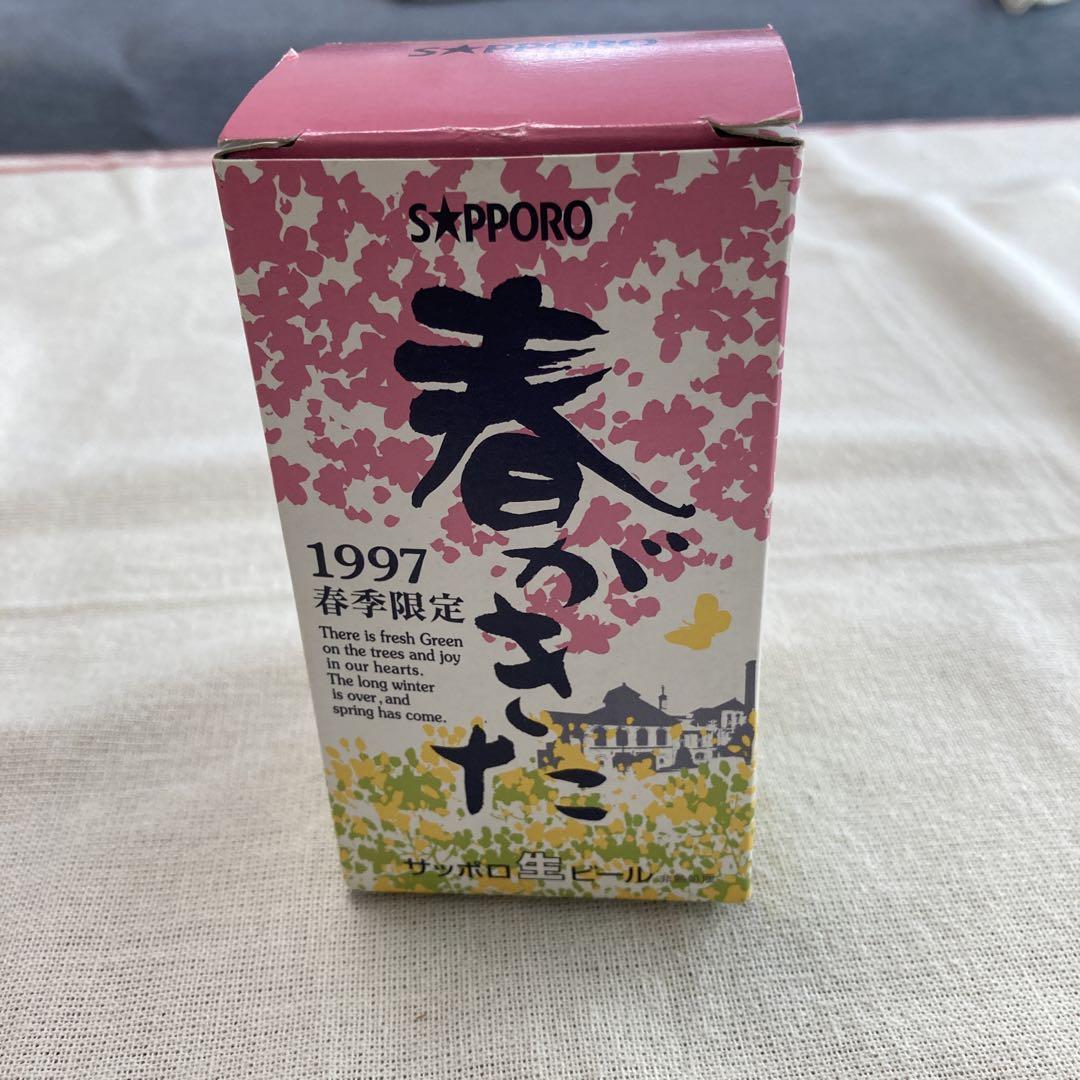 SAPPORO
SAPPORO
春がきた
1997
春季限定
There is fresh Green
on the trees and joy
in our hearts.
The long winter
is over, and
spring has come.
サッポロ生ビール